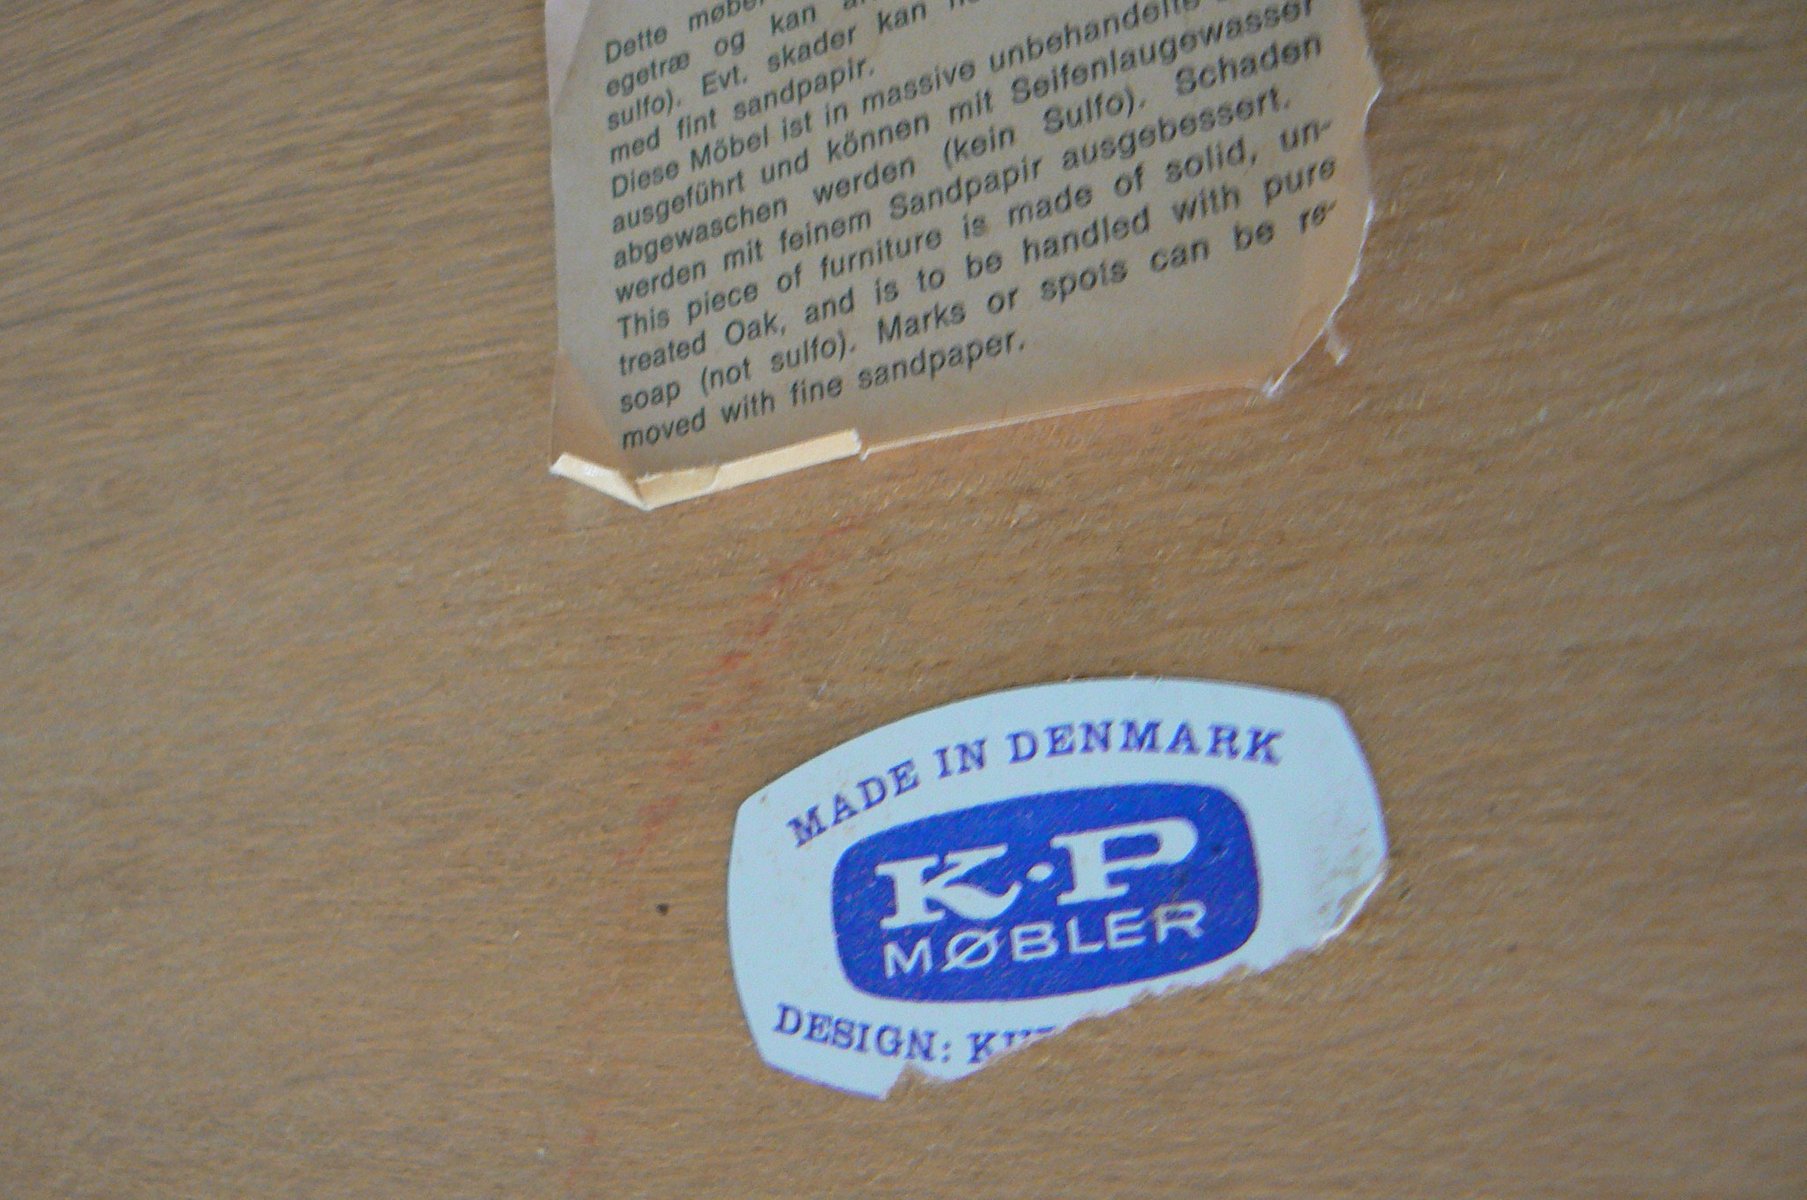 Dette møbel
egetræ og kan
sulfo). Evt. skader kan
med fint sandpapir.
Diese Möbel ist in massive unbehandelte
ausgeführt und können mit Seifenlaugewasser
abgewaschen werden (kein Sulfo). Schaden
werden mit feinem Sandpapir ausgebessert.
This piece of furniture is made of solid, un-
treated Oak, and is to be handled with pure
soap (not sulfo). Marks or spots can be re-
moved with fine sandpaper.
MADE IN DENMARK
K·P
MØBLER
DESIGN: